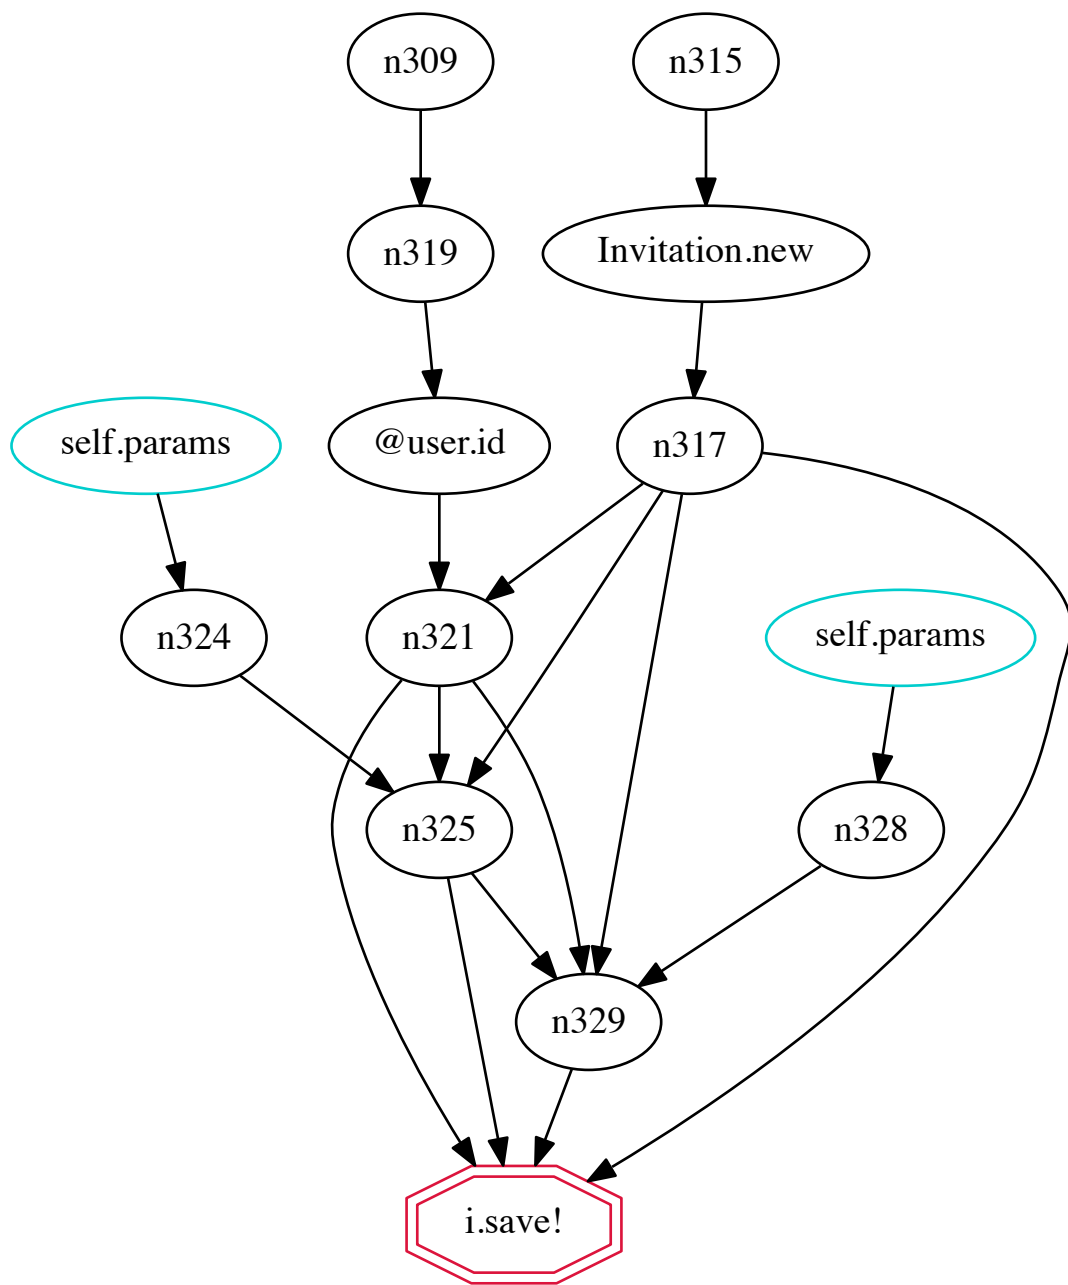 n309
n315
n319
Invitation.new
self.params
@user.id
n317
n324
n321
self.params
n325
n328
n329
i.save!